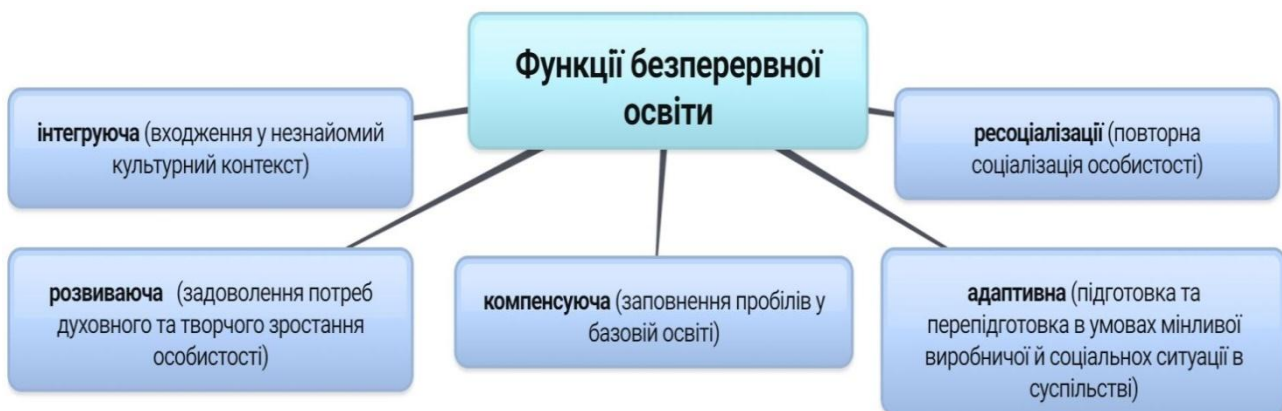 Функції безперервної
освіти
інтегруюча (входження у незнайомий
культурний контекст)
ресоціалізації (повторна
соціалізація особистості)
розвиваюча (задоволення потреб
духовного та творчого зростання
особистості)
компенсуюча (заповнення пробілів у
базовій освіті)
адаптивна (підготовка та
перепідготовка в умовах мінливої
виробничої й соціальнох ситуації в
суспільстві)